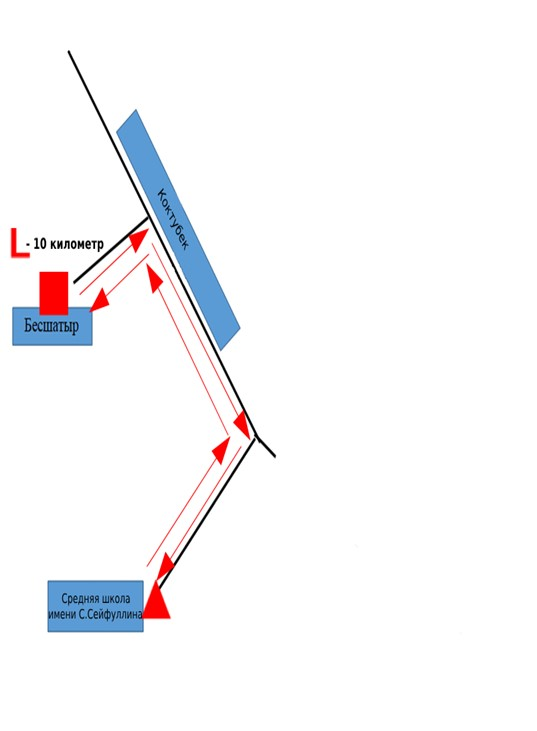 Коктубек
L - 10 километр
Бесшатыр
Средняя школа
имени С.Сейфуллина